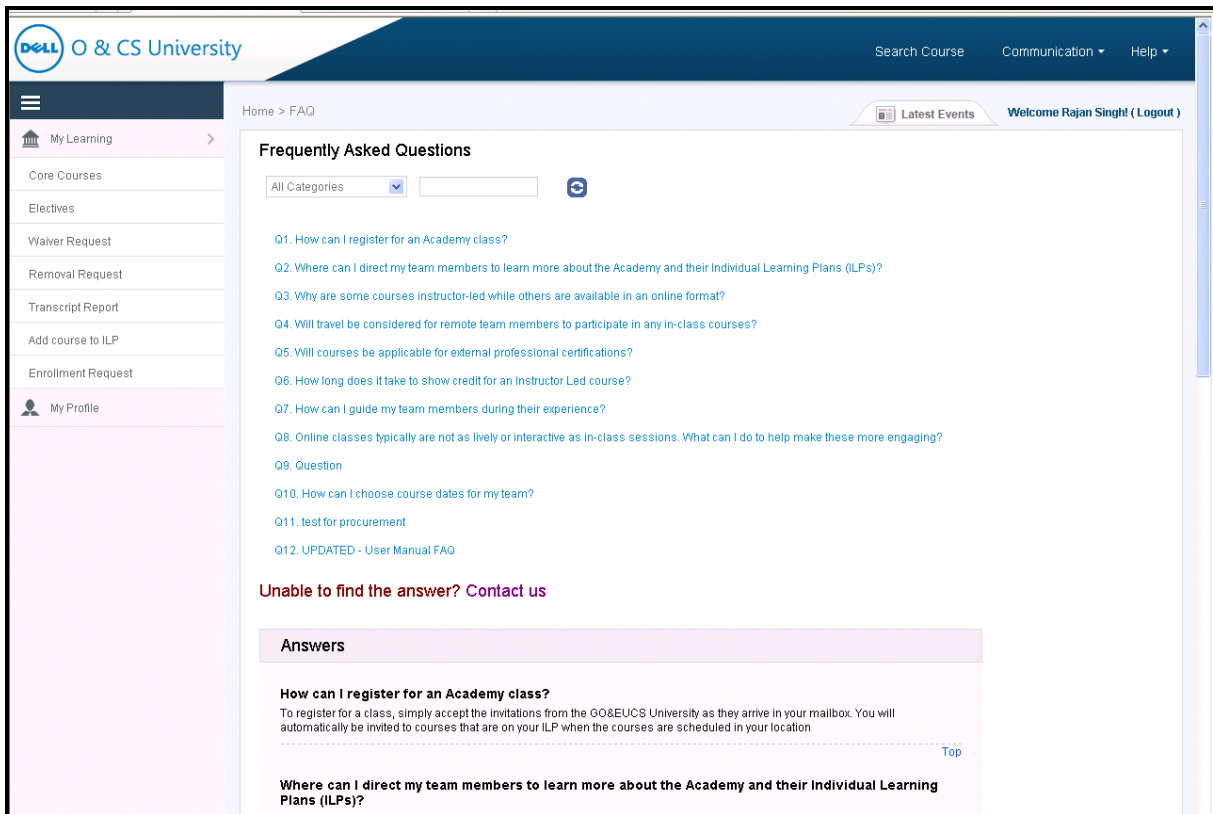 DELL O & CS University
Search Course Communication Help
Home > FAQ
Latest Events
Welcome Rajan Singh! ( Logout )
My Learning
Core Courses
Electives
Waiver Request
Removal Request
Transcript Report
Add course to ILP
Enrollment Request
My Profile
Frequently Asked Questions
All Categories
Q1. How can I register for an Academy class?
Q2. Where can I direct my team members to learn more about the Academy and their Individual Learning Plans (ILPs)?
Q3. Why are some courses instructor-led while others are available in an online format?
Q4. Will travel be considered for remote team members to participate in any in-class courses?
Q5. Will courses be applicable for external professional certifications?
Q6. How long does it take to show credit for an Instructor Led course?
Q7. How can I guide my team members during their experience?
Q8. Online classes typically are not as lively or interactive as in-class sessions. What can I do to help make these more engaging?
Q9. Question
Q10. How can I choose course dates for my team?
Q11. test for procurement
Q12. UPDATED - User Manual FAQ
Unable to find the answer? Contact us
Answers
How can I register for an Academy class?
To register for a class, simply accept the invitations from the GO&EUCS University as they arrive in your mailbox. You will
automatically be invited to courses that are on your ILP when the courses are scheduled in your location
Top
Where can I direct my team members to learn more about the Academy and their Individual Learning
Plans (ILPs)?